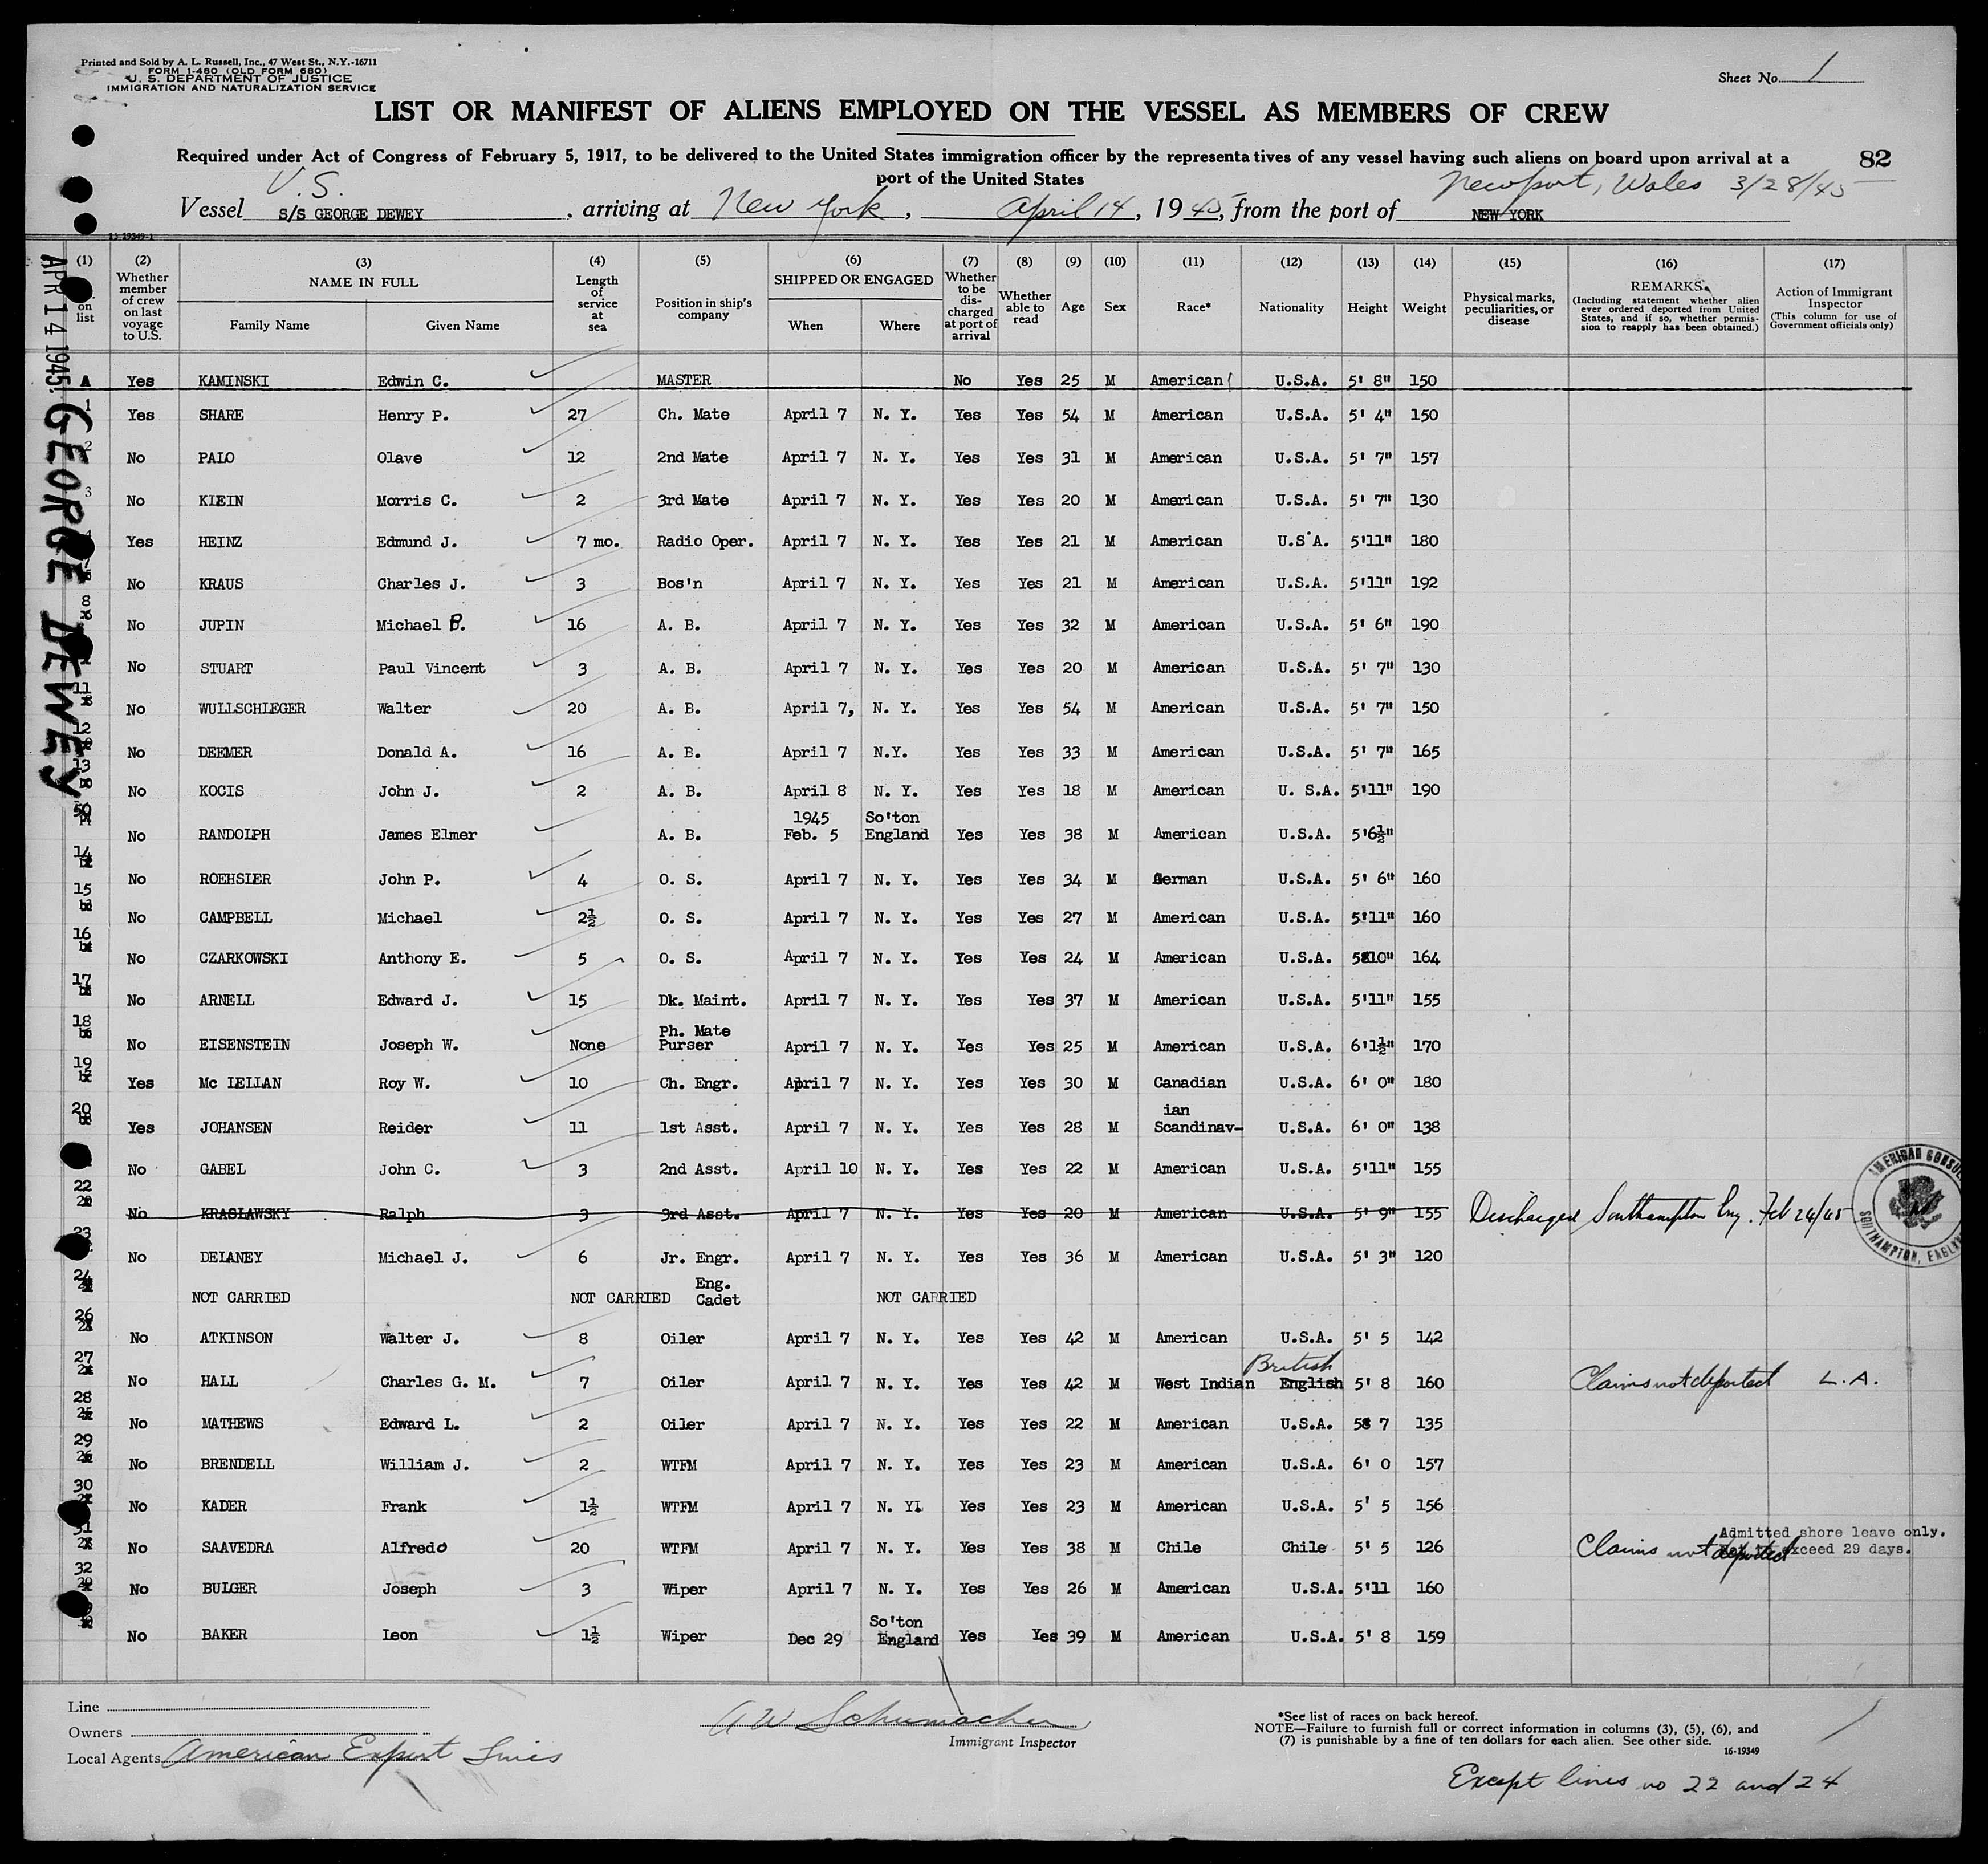 Printed and Sold by A. L. Russell, Inc., 47 West St., N.Y.-16711
FORM 1-480 (OLD FORM 680)
U. S. DEPARTMENT OF JUSTICE
IMMIGRATION AND NATURALIZATION SERVICE
Sheet No. 1
LIST OR MANIFEST OF ALIENS EMPLOYED ON THE VESSEL AS MEMBERS OF CREW
Required under Act of Congress of February 5, 1917, to be delivered to the United States immigration officer by the representatives of any vessel having such aliens on board upon arrival at a
port of the United States
82
U.S.
Newport, Wales 3/28/45
Vessel S/S GEORGE DEWEY, arriving at New York, April 14, 1945, from the port of NEW YORK
APR 14 1945
GEORGE DEWEY
(1) on list
(2) Whether member of crew on last voyage to U.S.
(3) NAME IN FULL Family Name Given Name
(4) Length of service at sea
(5) Position in ship's company
(6) SHIPPED OR ENGAGED When Where
(7) Whether to be discharged at port of arrival
(8) Whether able to read
(9) Age
(10) Sex
(11) Race*
(12) Nationality
(13) Height
(14) Weight
(15) Physical marks, peculiarities, or disease
(16) REMARKS (Including statement whether alien ever ordered deported from United States, and if so, whether permission to reapply has been obtained.)
(17) Action of Immigrant Inspector (This column for use of Government officials only)
A Yes KAMINSKI Edwin C. MASTER No Yes 25 M American U.S.A. 5' 8" 150
1 Yes SHARE Henry P. 27 Ch. Mate April 7 N. Y. Yes Yes 54 M American U.S.A. 5' 4" 150
2 No PALO Olave 12 2nd Mate April 7 N. Y. Yes Yes 31 M American U.S.A. 5' 7" 157
3 No KLEIN Morris C. 2 3rd Mate April 7 N. Y. Yes Yes 20 M American U.S.A. 5' 7" 130
Yes HEINZ Edmund J. 7 mo. Radio Oper. April 7 N. Y. Yes Yes 21 M American U.S'A. 5'11" 180
No KRAUS Charles J. 3 Bos'n April 7 N. Y. Yes Yes 21 M American U.S.A. 5'11" 192
8 No JUPIN Michael P. 16 A. B. April 7 N. Y. Yes Yes 32 M American U.S.A. 5' 6" 190
No STUART Paul Vincent 3 A. B. April 7 N. Y. Yes Yes 20 M American U.S.A. 5' 7" 130
11 No WULLSCHLEGER Walter 20 A. B. April 7, N. Y. Yes Yes 54 M American U.S.A. 5' 7" 150
12 No DEEMER Donald A. 16 A. B. April 7 N.Y. Yes Yes 33 M American U.S.A. 5' 7" 165
13 No KOCIS John J. 2 A. B. April 8 N. Y. Yes Yes 18 M American U. S.A. 5'11" 190
50 No RANDOLPH James Elmer A. B. 1945 Feb. 5 So'ton England Yes Yes 38 M American U.S.A. 5'6½"
14 No ROEHSLER John P. 4 O. S. April 7 N. Y. Yes Yes 34 M German U.S.A. 5' 6" 160
15 No CAMPBELL Michael 2½ O. S. April 7 N. Y. Yes Yes 27 M American U.S.A. 5'11" 160
16 No CZARKOWSKI Anthony E. 5 O. S. April 7 N. Y. Yes Yes 24 M American U.S.A. 5'10" 164
17 No ARNELL Edward J. 15 Dk. Maint. April 7 N. Y. Yes Yes 37 M American U.S.A. 5'11" 155
18 No EISENSTEIN Joseph W. None Ph. Mate Purser April 7 N. Y. Yes Yes 25 M American U.S.A. 6'1½" 170
19 Yes Mc LELLAN Roy W. 10 Ch. Engr. April 7 N. Y. Yes Yes 30 M Canadian U.S.A. 6' 0" 180
20 Yes JOHANSEN Reider 11 1st Asst. April 7 N. Y. Yes Yes 28 M Scandinav-ian U.S.A. 6' 0" 138
No GABEL John C. 3 2nd Asst. April 10 N. Y. Yes Yes 22 M American U.S.A. 5'11" 155
22 No KRASLAWSKY Ralph 3 3rd Asst. April 7 N. Y. Yes Yes 20 M American U.S.A. 5' 9" 155 Discharged Southampton Eng. Feb 24/45
AMERICAN CONSUL
SOUTHAMPTON, ENGLAND
23 No DELANEY Michael J. 6 Jr. Engr. April 7 N. Y. Yes Yes 36 M American U.S.A. 5' 3" 120
24 NOT CARRIED NOT CARRIED Eng. Cadet NOT CARRIED
26 No ATKINSON Walter J. 8 Oiler April 7 N. Y. Yes Yes 42 M American U.S.A. 5' 5 142
27 No HALL Charles G. M. 7 Oiler April 7 N. Y. Yes Yes 42 M West Indian British English 5' 8 160 Claims not deported L.A.
28 No MATHEWS Edward L. 2 Oiler April 7 N. Y. Yes Yes 22 M American U.S.A. 5' 7 135
29 No BRENDELL William J. 2 WTFM April 7 N. Y. Yes Yes 23 M American U.S.A. 6' 0 157
30 No KADER Frank 1½ WTFM April 7 N. Y. Yes Yes 23 M American U.S.A. 5' 5 156
31 No SAAVEDRA Alfredo 20 WTFM April 7 N. Y. Yes Yes 38 M Chile Chile 5' 5 126 Claims not deported Admitted shore leave only. exceed 29 days.
32 No BULGER Joseph 3 Wiper April 7 N. Y. Yes Yes 26 M American U.S.A. 5'11 160
No BAKER Leon 1½ Wiper Dec 29 So'ton England Yes Yes 39 M American U.S.A. 5' 8 159
Line
Owners
Local Agents American Export Lines
A W Schumacher
Immigrant Inspector
*See list of races on back hereof.
NOTE—Failure to furnish full or correct information in columns (3), (5), (6), and
(7) is punishable by a fine of ten dollars for each alien. See other side.
16-19349
Except lines no 22 and 24